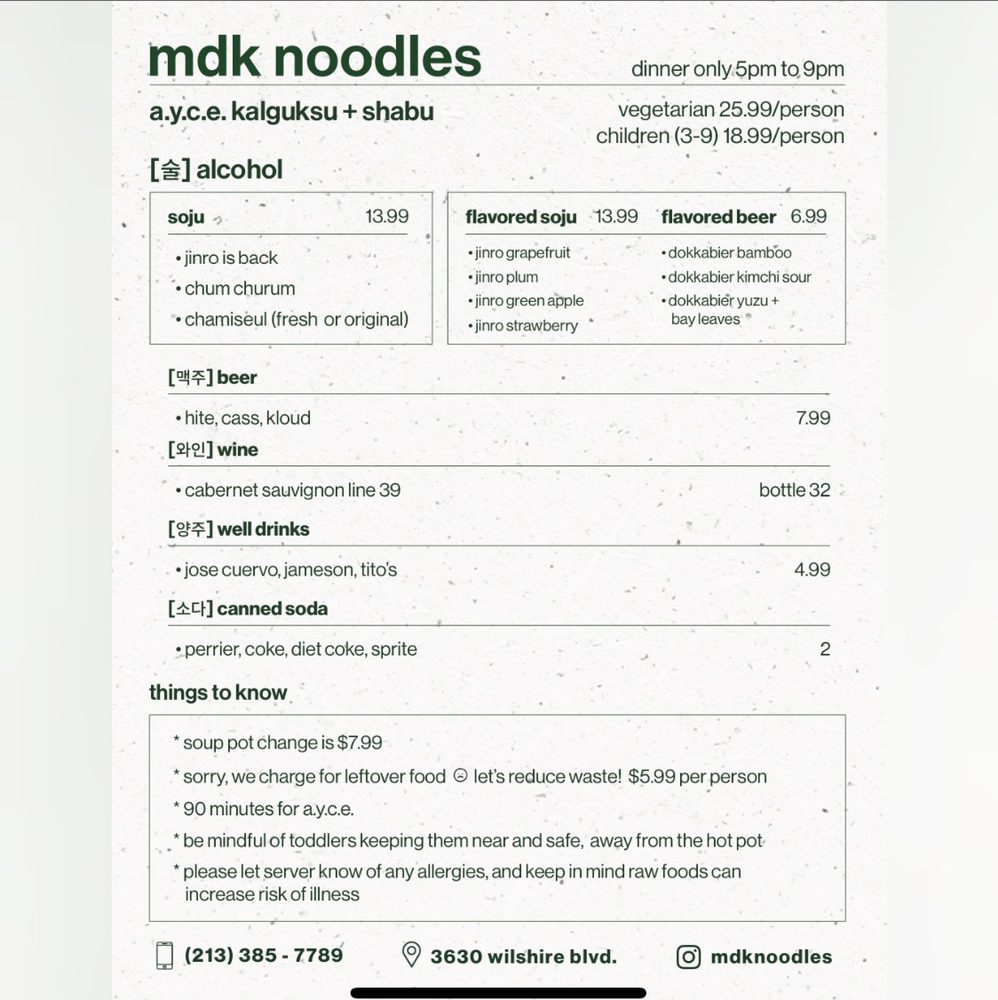 mdk noodles
dinner only 5pm to 9pm
a.y.c.e. kalguksu + shabu
vegetarian 25.99/person
children (3-9) 18.99/person
[술] alcohol
soju 13.99
• jinro is back
• chum churum
• chamiseul (fresh or original)
flavored soju 13.99
• jinro grapefruit
• jinro plum
• jinro green apple
• jinro strawberry
flavored beer 6.99
• dokkabier bamboo
• dokkabier kimchi sour
• dokkabier yuzu +
bay leaves
[맥주] beer
• hite, cass, kloud 7.99
[와인] wine
• cabernet sauvignon line 39 bottle 32
[양주] well drinks
• jose cuervo, jameson, tito's 4.99
[소다] canned soda
• perrier, coke, diet coke, sprite 2
things to know
* soup pot change is $7.99
* sorry, we charge for leftover food ☹ let's reduce waste! $5.99 per person
* 90 minutes for a.y.c.e.
* be mindful of toddlers keeping them near and safe, away from the hot pot
* please let server know of any allergies, and keep in mind raw foods can
increase risk of illness
(213) 385 - 7789
3630 wilshire blvd.
mdknoodles